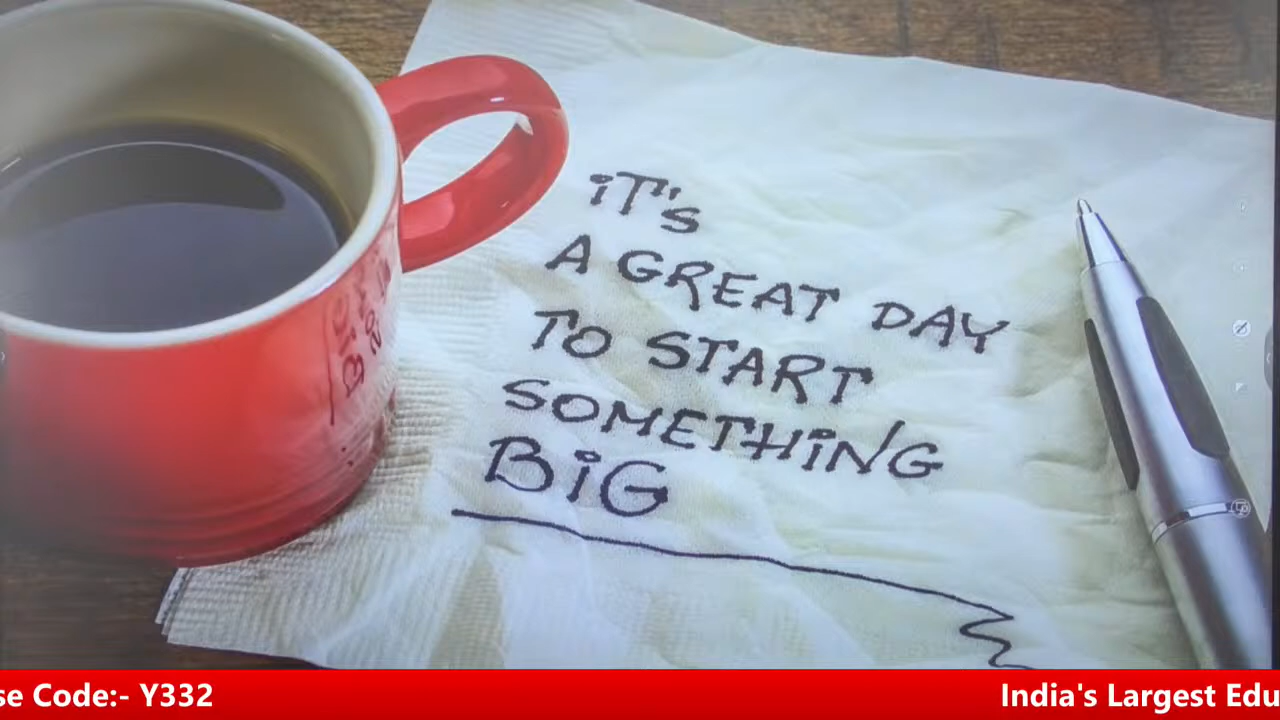 iT's
A GREAT DAY
TO START
SOMETHiNG
BiG
se Code:- Y332
India's Largest Edu